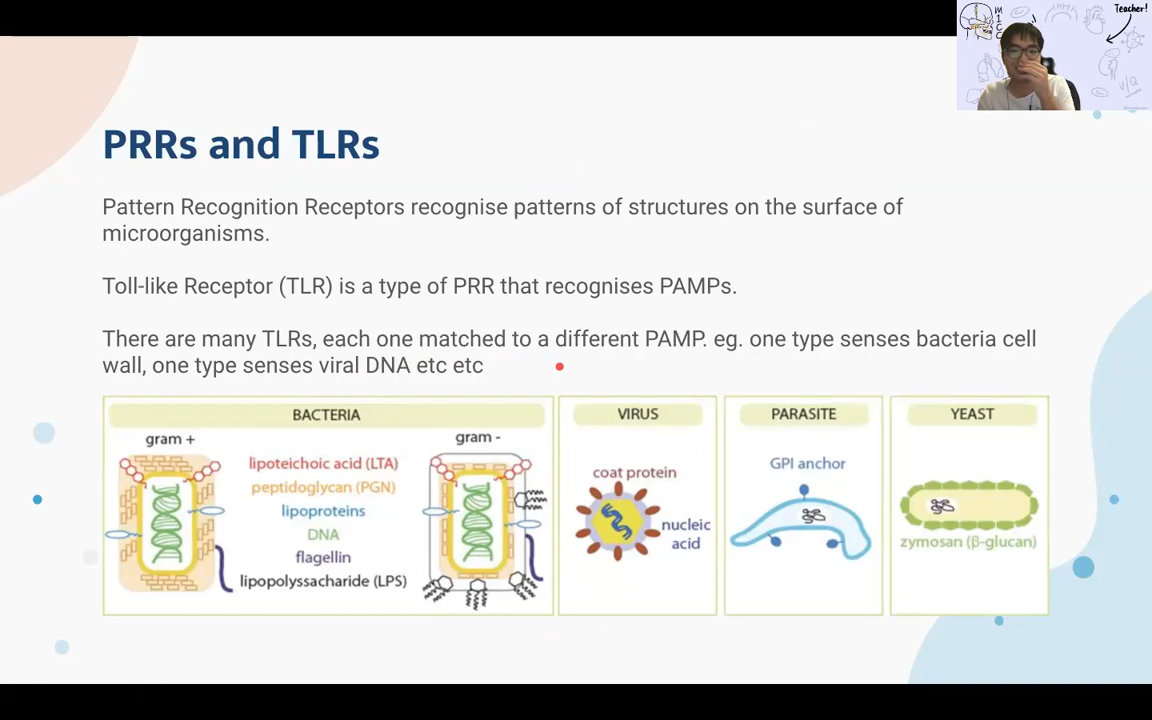 Teacher!
V/Q
PRRs and TLRs
Pattern Recognition Receptors recognise patterns of structures on the surface of
microorganisms.
Toll-like Receptor (TLR) is a type of PRR that recognises PAMPs.
There are many TLRs, each one matched to a different PAMP. eg. one type senses bacteria cell
wall, one type senses viral DNA etc etc
BACTERIA
gram +
gram -
lipoteichoic acid (LTA)
peptidoglycan (PGN)
lipoproteins
DNA
flagellin
lipopolyssacharide (LPS)
VIRUS
coat protein
nucleic
acid
PARASITE
GPI anchor
YEAST
zymosan (β-glucan)